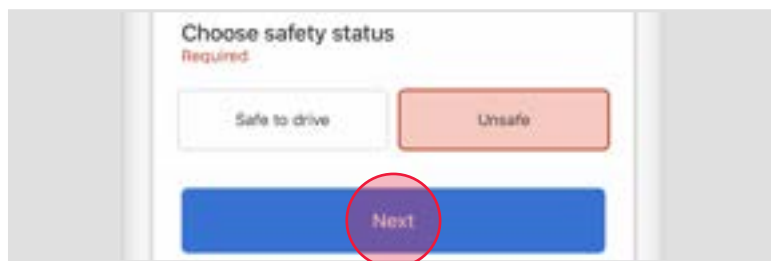 Choose safety status
Required
Safe to drive
Unsafe
Next